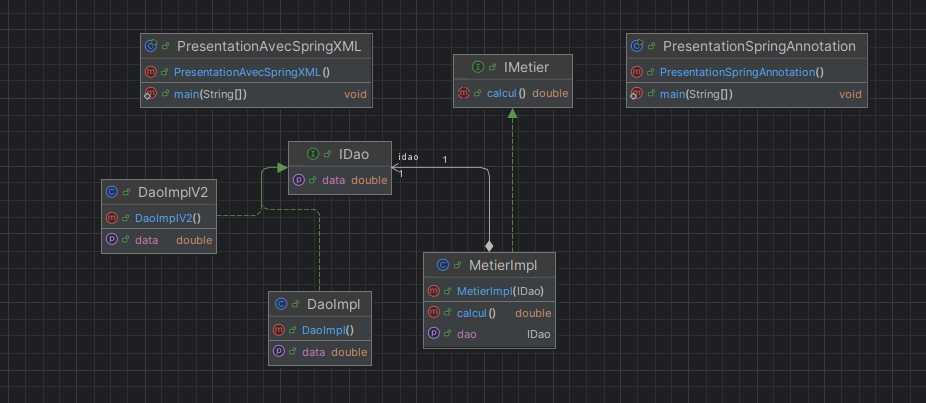 PresentationAvecSpringXML
PresentationAvecSpringXML()
main(String[]) void
IMetier
calcul() double
PresentationSpringAnnotation
PresentationSpringAnnotation()
main(String[]) void
IDao
data double
idao
1
1
DaoImplV2
DaoImplV2()
data double
MetierImpl
MetierImpl(IDao)
calcul() double
dao IDao
DaoImpl
DaoImpl()
data double